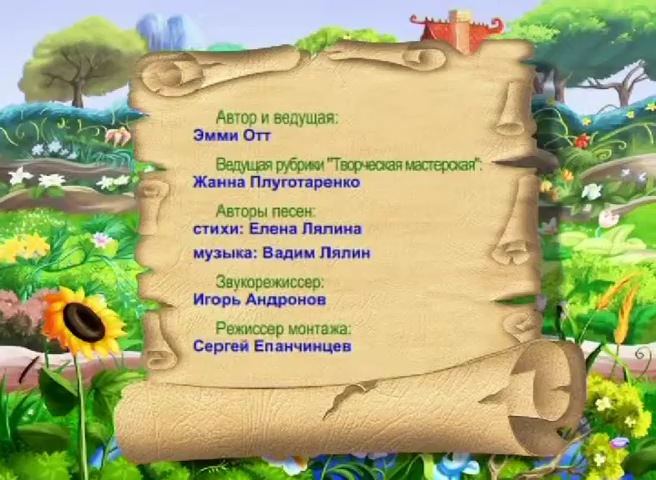 Автор и ведущая:
Эмми Отт
Ведущая рубрики "Творческая мастерская":
Жанна Плуготаренко
Авторы песен:
стихи: Елена Лялина
музыка: Вадим Лялин
Звукорежиссер:
Игорь Андронов
Режиссер монтажа:
Сергей Епанчинцев